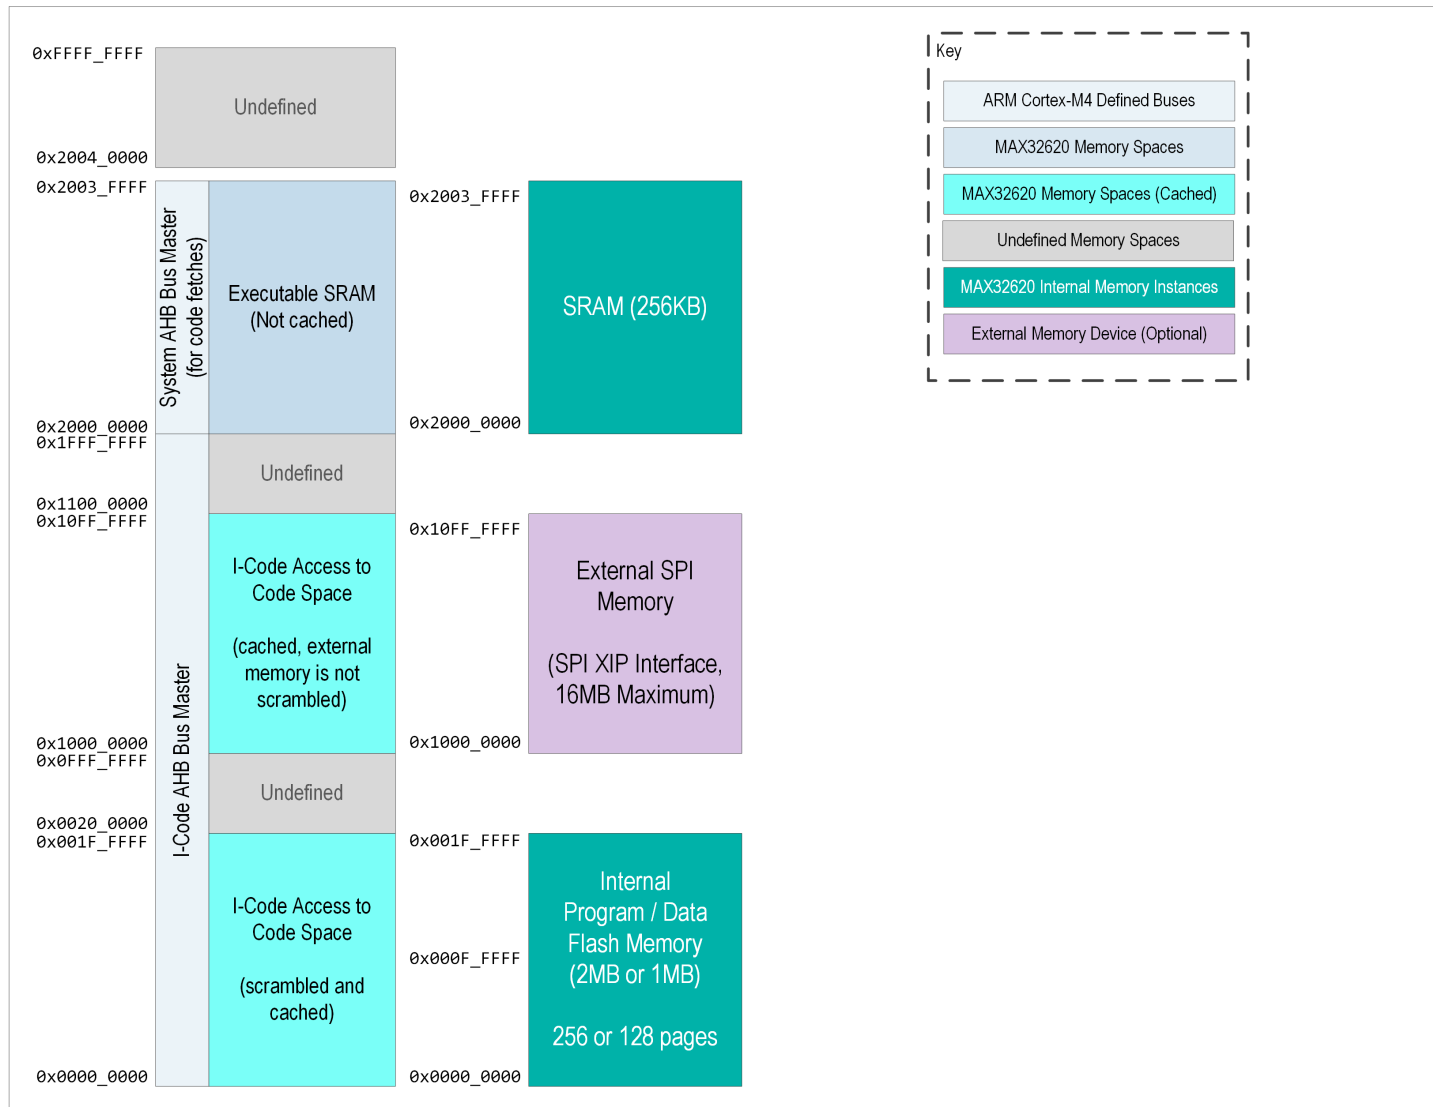 0xFFFF_FFFF
Undefined
0x2004_0000
0x2003_FFFF
System AHB Bus Master
(for code fetches)
Executable SRAM
(Not cached)
0x2000_0000
0x1FFF_FFFF
Undefined
0x1100_0000
0x10FF_FFFF
I-Code AHB Bus Master
I-Code Access to
Code Space
(cached, external
memory is not
scrambled)
0x1000_0000
0x0FFF_FFFF
Undefined
0x0020_0000
0x001F_FFFF
I-Code Access to
Code Space
(scrambled and
cached)
0x0000_0000
0x2003_FFFF
SRAM (256KB)
0x2000_0000
0x10FF_FFFF
External SPI
Memory
(SPI XIP Interface,
16MB Maximum)
0x1000_0000
0x001F_FFFF
Internal
Program / Data
Flash Memory
(2MB or 1MB)
0x000F_FFFF
256 or 128 pages
0x0000_0000
Key
ARM Cortex-M4 Defined Buses
MAX32620 Memory Spaces
MAX32620 Memory Spaces (Cached)
Undefined Memory Spaces
MAX32620 Internal Memory Instances
External Memory Device (Optional)